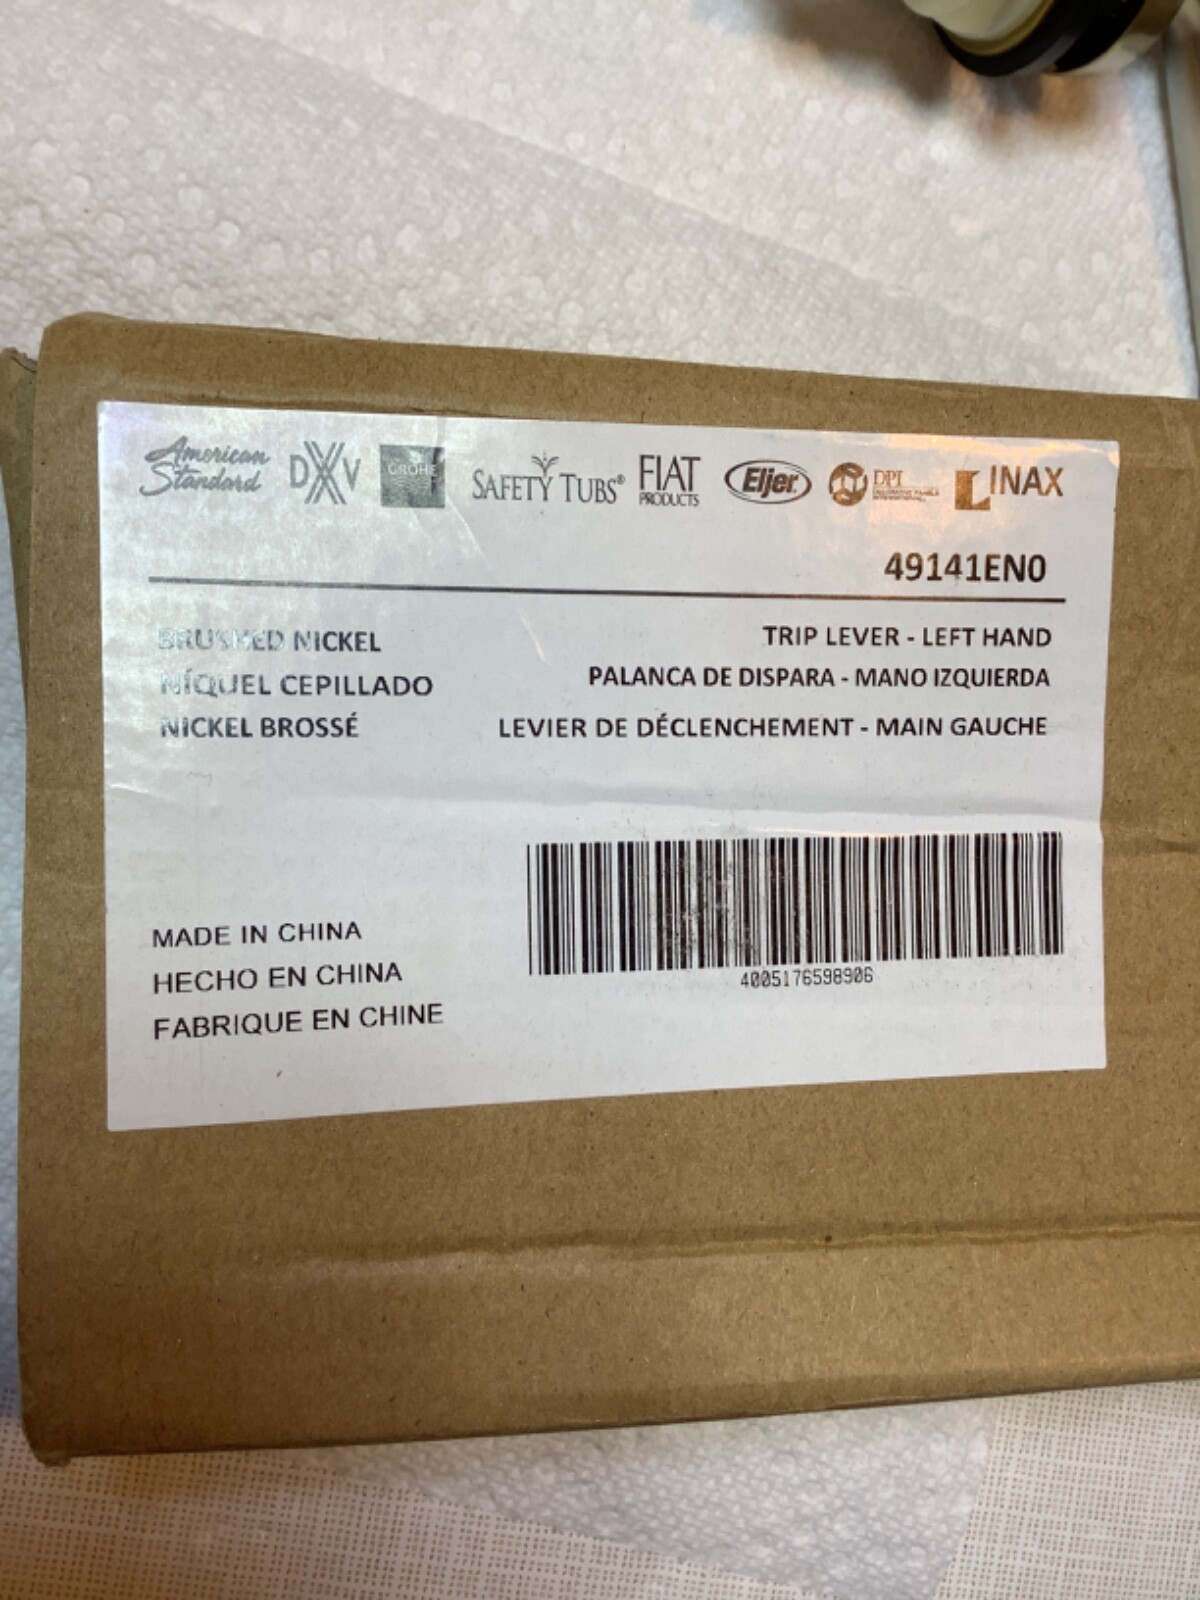 American Standard DXV GROHE SAFETY TUBS® FIAT PRODUCTS Eljer DPI INAX
49141EN0
BRUSHED NICKEL TRIP LEVER - LEFT HAND
NÍQUEL CEPILLADO PALANCA DE DISPARA - MANO IZQUIERDA
NICKEL BROSSÉ LEVIER DE DÉCLENCHEMENT - MAIN GAUCHE
MADE IN CHINA
HECHO EN CHINA
FABRIQUE EN CHINE
4005176598906